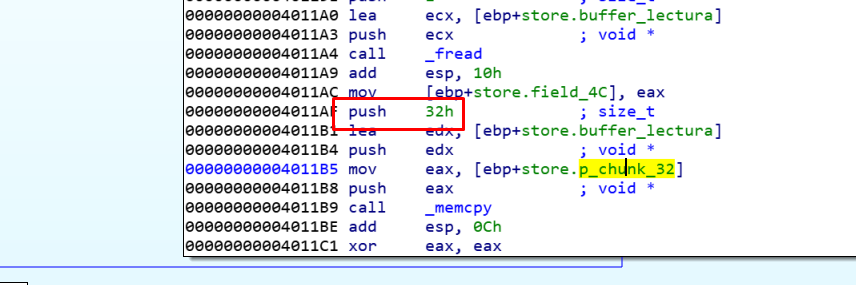 00000000004011A0 lea ecx, [ebp+store.buffer_lectura]
00000000004011A3 push ecx ; void *
00000000004011A4 call _fread
00000000004011A9 add esp, 10h
00000000004011AC mov [ebp+store.field_4C], eax
00000000004011AF push 32h ; size_t
00000000004011B1 lea edx, [ebp+store.buffer_lectura]
00000000004011B4 push edx ; void *
00000000004011B5 mov eax, [ebp+store.p_chunk_32]
00000000004011B8 push eax ; void *
00000000004011B9 call _memcpy
00000000004011BE add esp, 0Ch
00000000004011C1 xor eax, eax